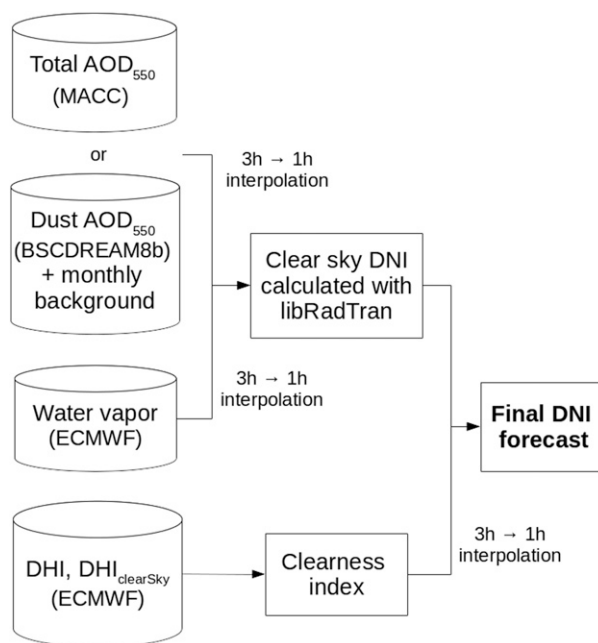 Total AOD550
(MACC)
or
3h → 1h
interpolation
Dust AOD550
(BSCDREAM8b)
+ monthly
background
Clear sky DNI
calculated with
libRadTran
3h → 1h
interpolation
Water vapor
(ECMWF)
Final DNI
forecast
3h → 1h
interpolation
DHI, DHIclearSky
(ECMWF)
Clearness
index